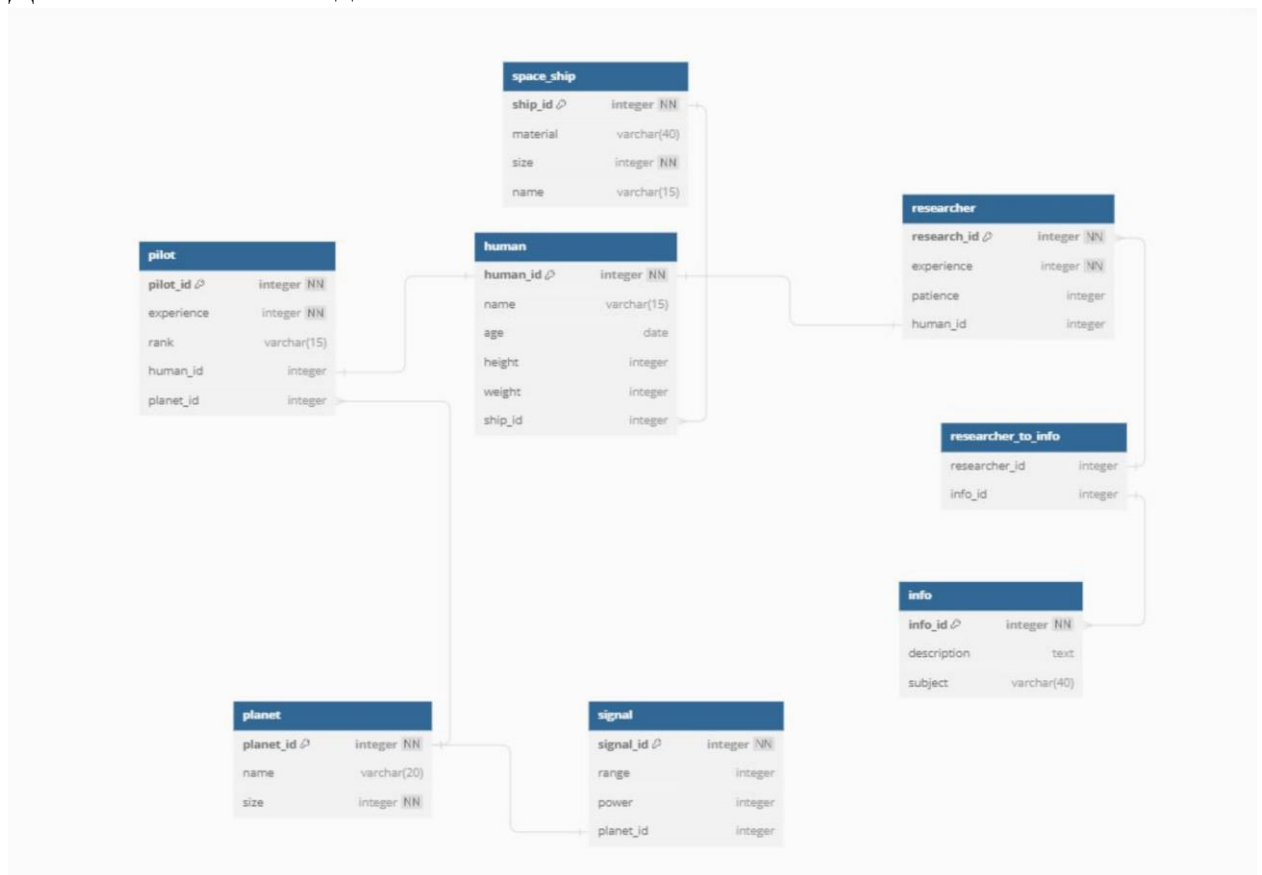 space_ship
ship_id integer NN
material varchar(40)
size integer NN
name varchar(15)
researcher
research_id integer NN
experience integer NN
patience integer
human_id integer
human
human_id integer NN
name varchar(15)
age date
height integer
weight integer
ship_id integer
pilot
pilot_id integer NN
experience integer NN
rank varchar(15)
human_id integer
planet_id integer
researcher_to_info
researcher_id integer
info_id integer
info
info_id integer NN
description text
subject varchar(40)
planet
planet_id integer NN
name varchar(20)
size integer NN
signal
signal_id integer NN
range integer
power integer
planet_id integer